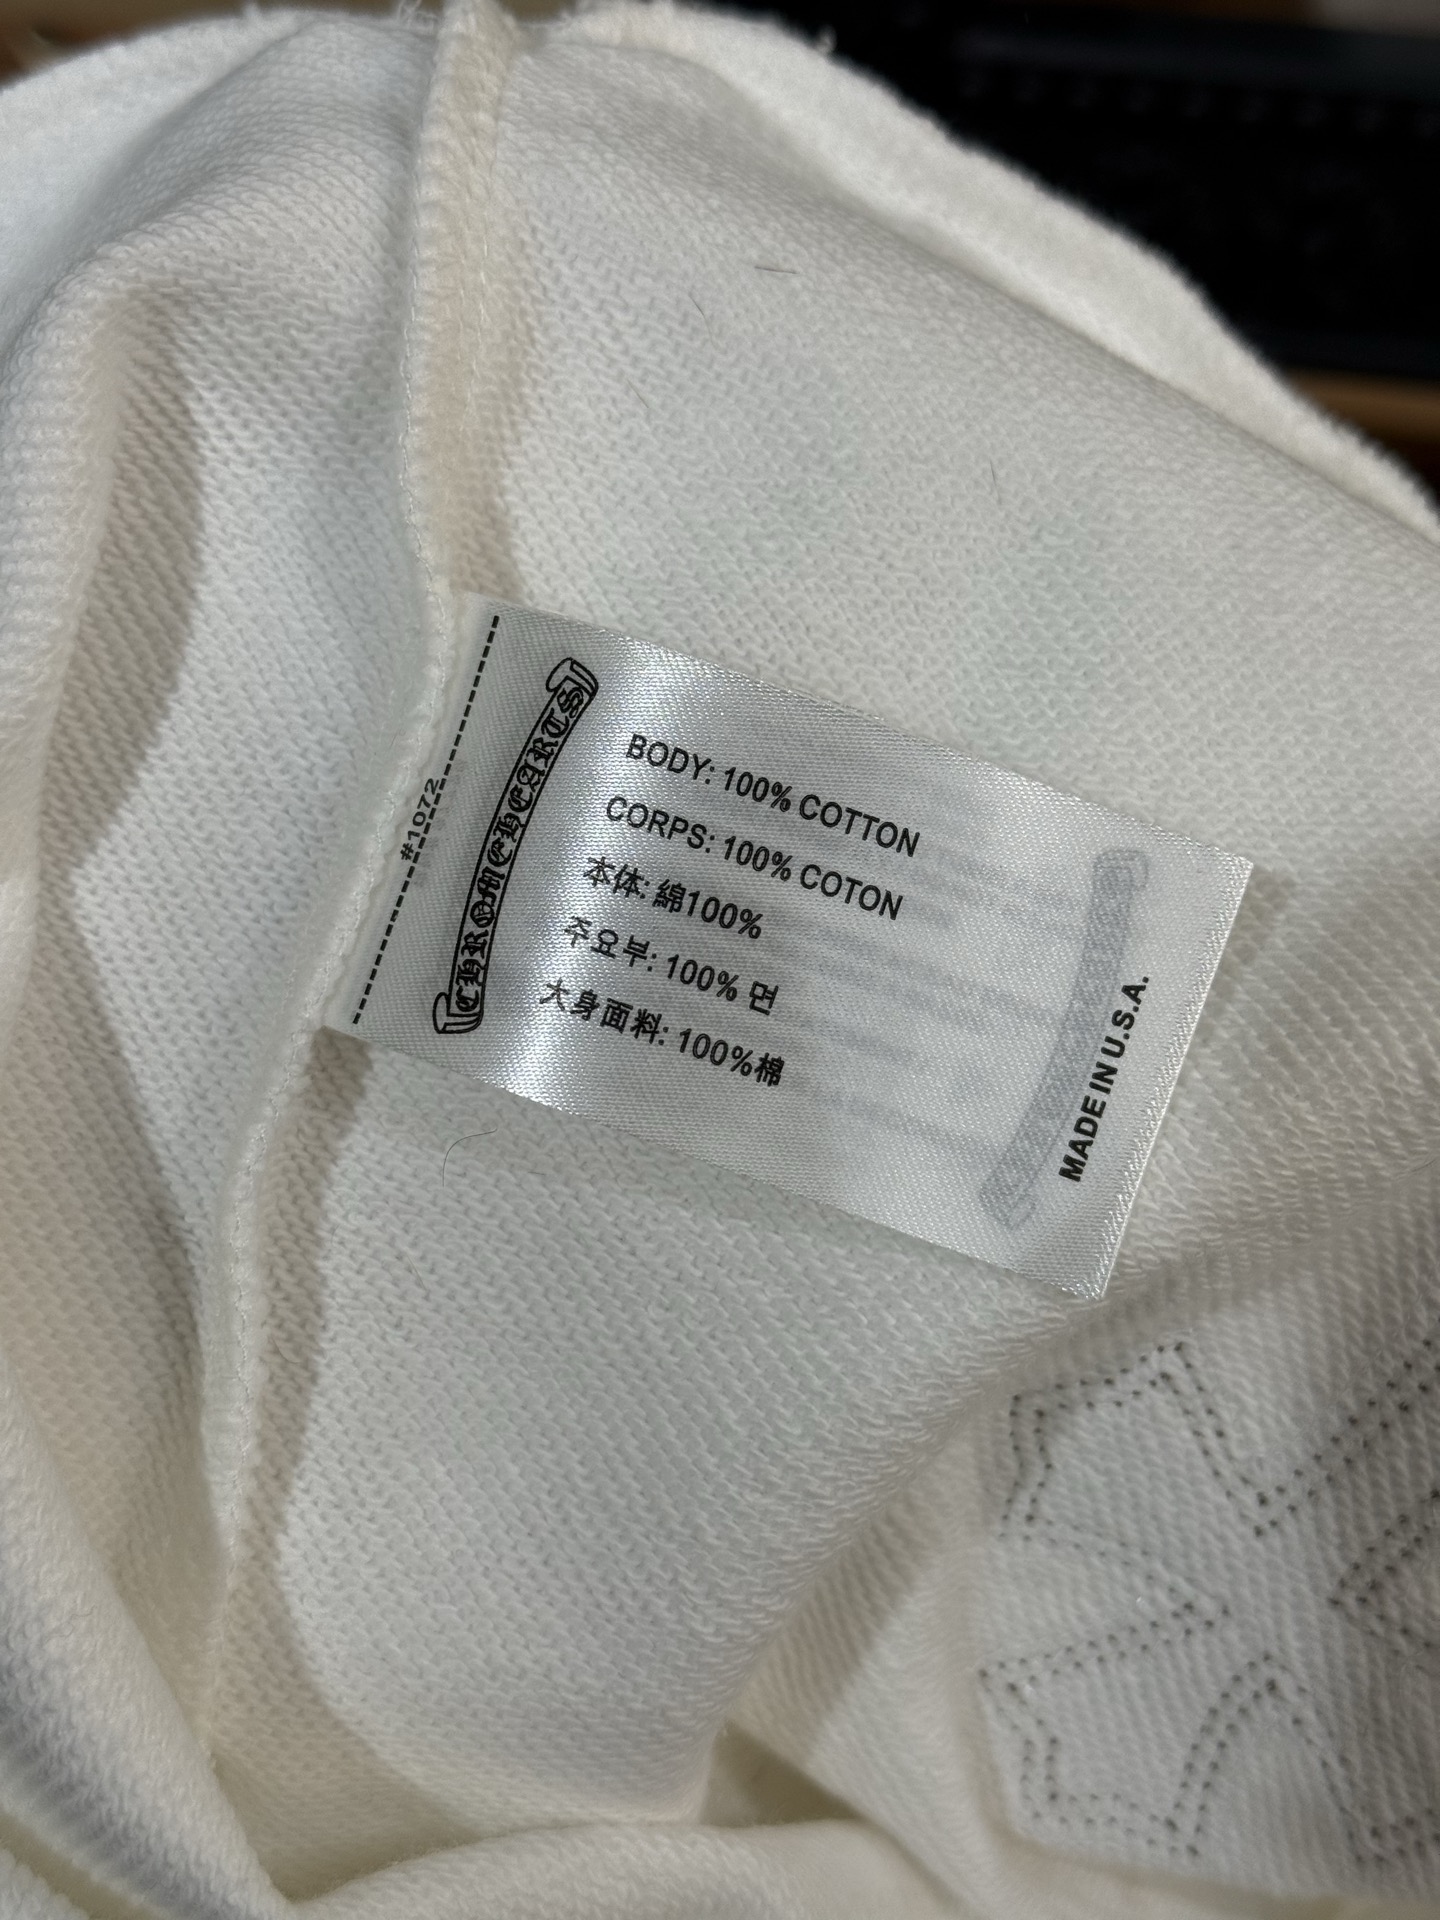 #1072
CHROME HEARTS
BODY: 100% COTTON
CORPS: 100% COTON
本体: 綿100%
주요부: 100% 면
大身面料: 100%棉
MADE IN U.S.A.